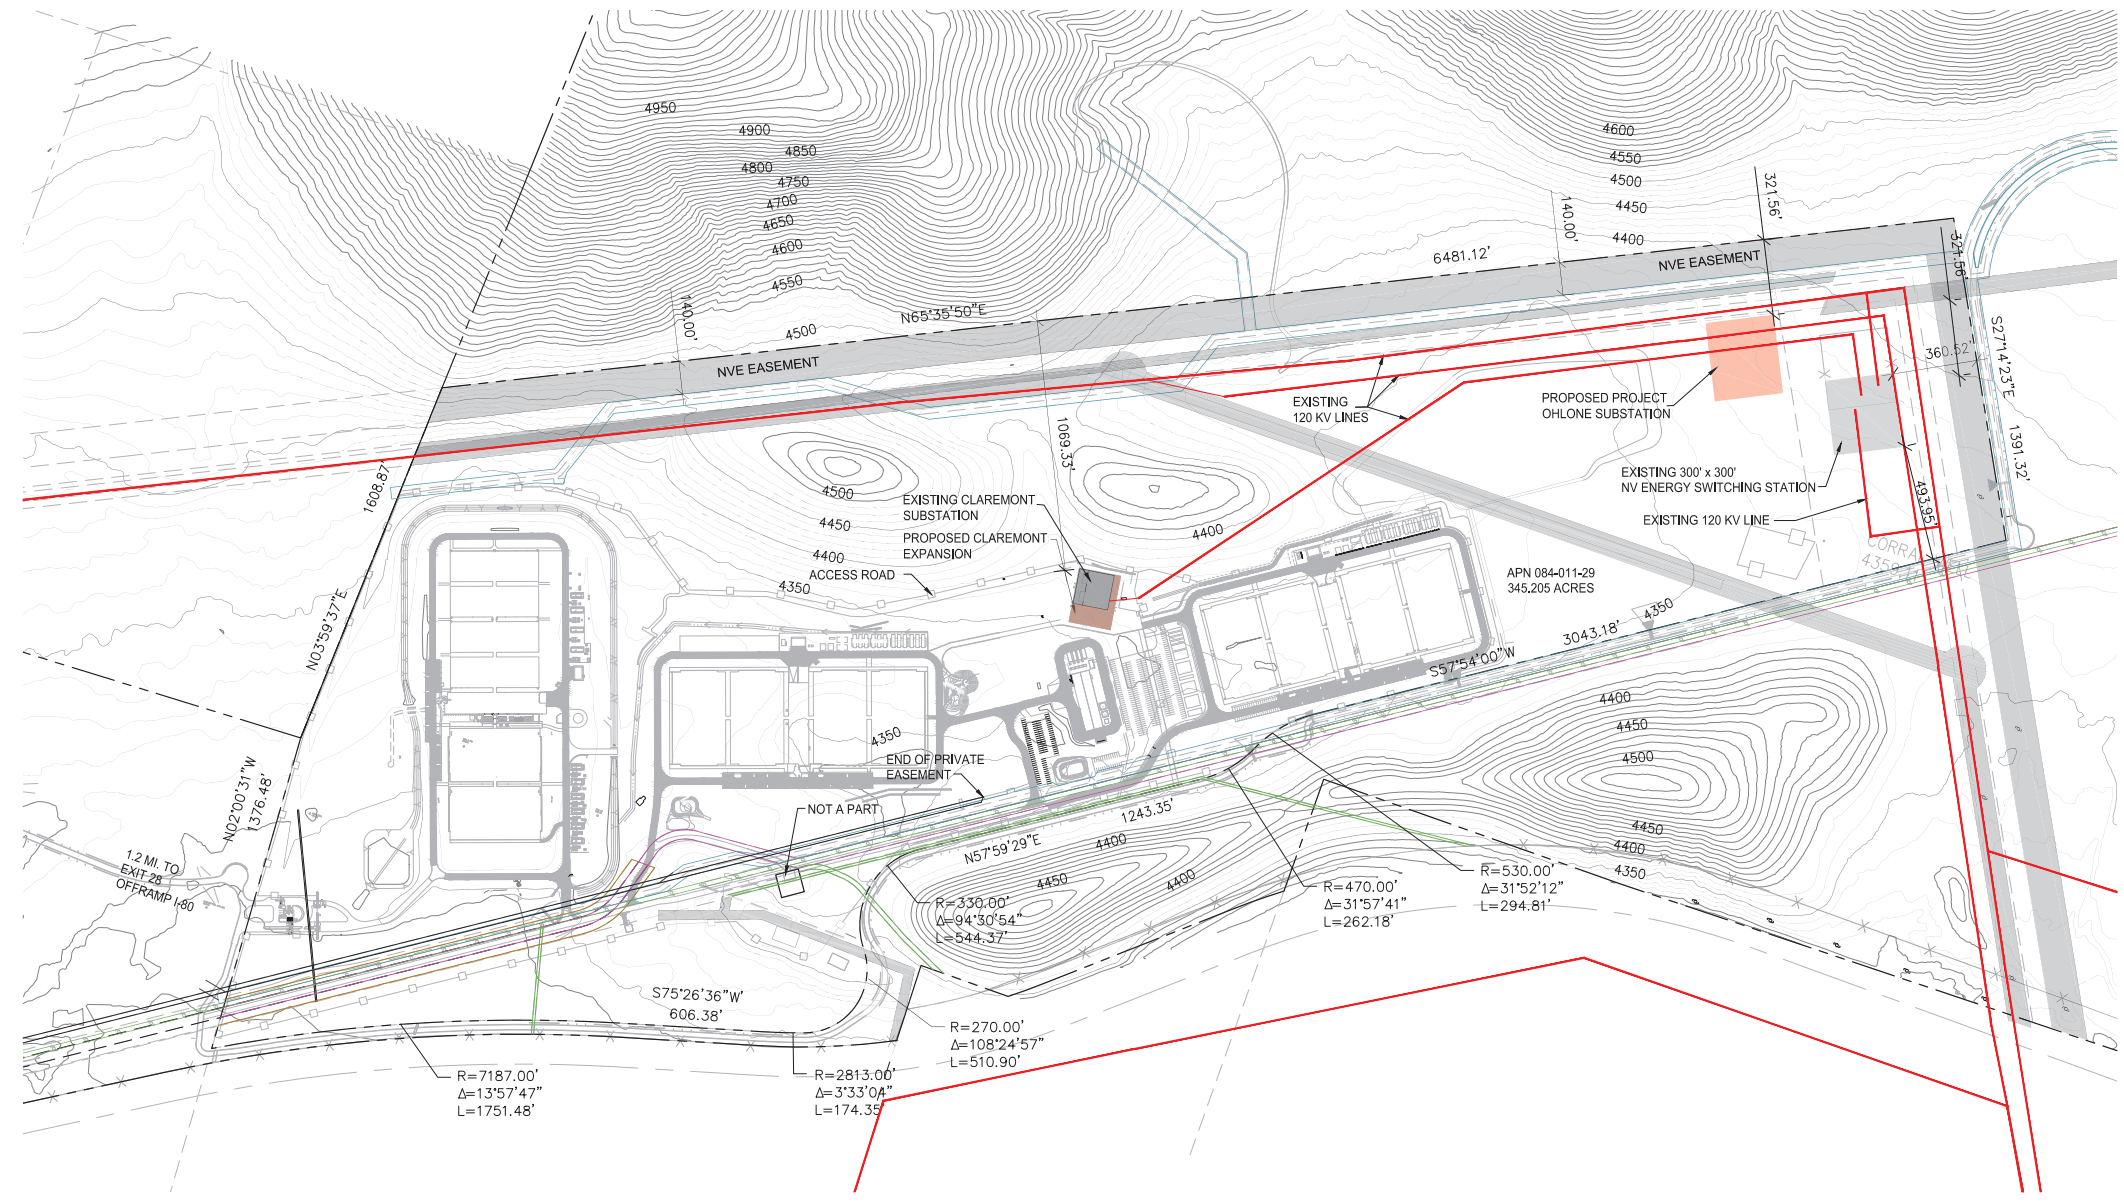 4950
4900
4850
4800
4750
4700
4650
4600
4550
4500
4600
4550
4500
4450
4400
321.56'
140.00'
6481.12'
NVE EASEMENT
321.56'
N65°35'50"E
140.00'
NVE EASEMENT
S27°14'23"E
360.52'
1391.32'
EXISTING
120 KV LINES
PROPOSED PROJECT
OHLONE SUBSTATION
1069.33'
1608.87'
EXISTING 300' x 300'
NV ENERGY SWITCHING STATION
493.95'
EXISTING 120 KV LINE
4500
4450
4400
4350
EXISTING CLAREMONT
SUBSTATION
PROPOSED CLAREMONT
EXPANSION
ACCESS ROAD
4400
APN 084-011-29
345.205 ACRES
4350
3043.18'
S57°54'00"W
N03°59'37"E
N02°00'31"W
1376.48'
4350
END OF PRIVATE
EASEMENT
NOT A PART
1243.35'
N57°59'29"E
4400
4450
4400
4400
4450
4500
4450
4400
4350
1.2 MI. TO
EXIT 28
OFFRAMP I-80
R=330.00'
Δ=94°30'54"
L=544.37'
R=470.00'
Δ=31°57'41"
L=262.18'
R=530.00'
Δ=31°52'12"
L=294.81'
S75°26'36"W'
606.38'
R=270.00'
Δ=108°24'57"
L=510.90'
R=7187.00'
Δ=13°57'47"
L=1751.48'
R=2813.00'
Δ=3°33'04"
L=174.35'